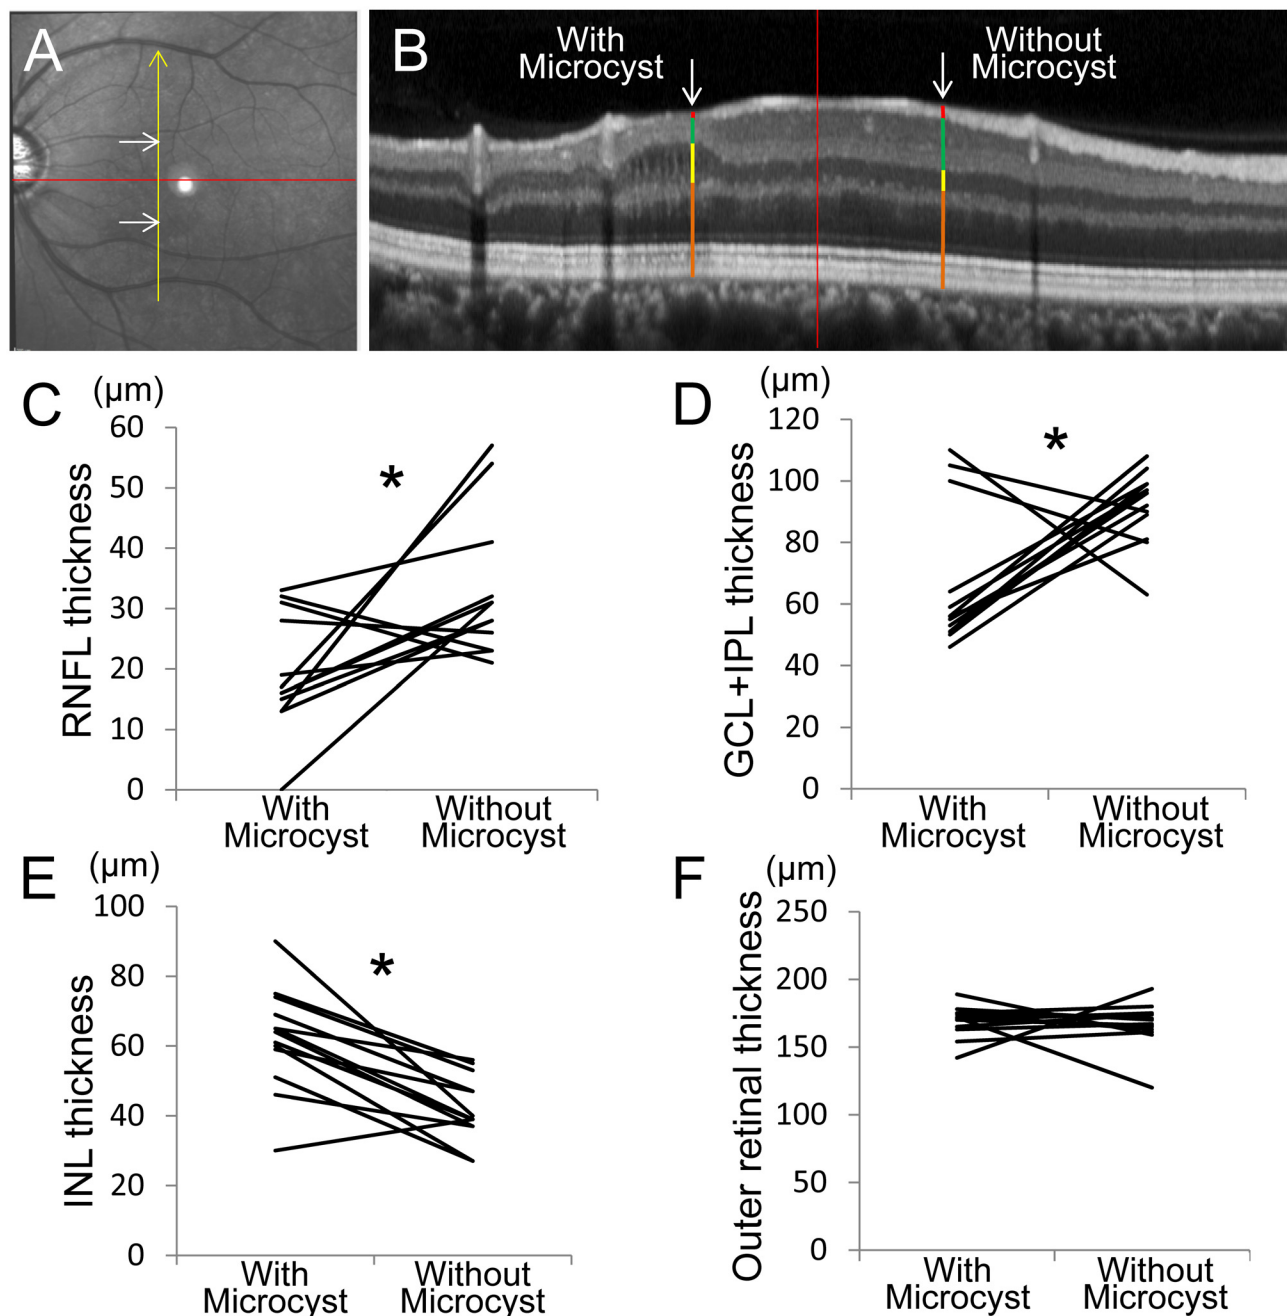 A
B
With
Microcyst
Without
Microcyst
C
(µm)
RNFL thickness
60
50
40
30
20
10
0
*
With
Microcyst
Without
Microcyst
D
(µm)
GCL+IPL thickness
120
100
80
60
40
20
0
*
With
Microcyst
Without
Microcyst
E
(µm)
INL thickness
100
80
60
40
20
0
*
With
Microcyst
Without
Microcyst
F
(µm)
Outer retinal thickness
250
200
150
100
50
0
With
Microcyst
Without
Microcyst